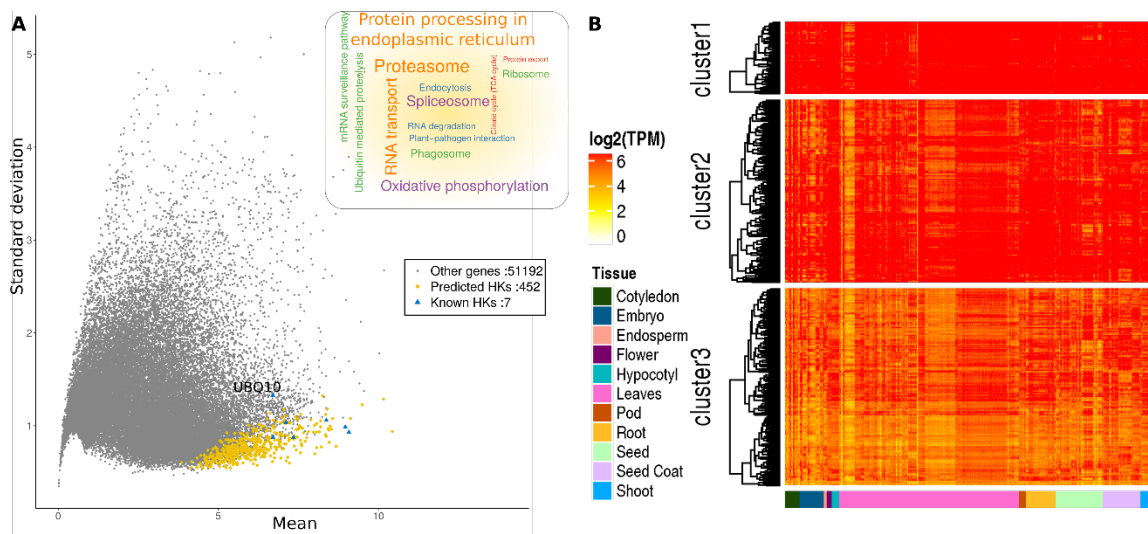 A
Standard deviation
5
4
3
2
1
0
5
10
Mean
mRNA surveillance pathway
Ubiquitin mediated proteolysis
Protein processing in
endoplasmic reticulum
Proteasome
RNA transport
Endocytosis
Spliceosome
Citrate cycle (TCA cycle)
Protein export
Ribosome
RNA degradation
Plant−pathogen interaction
Phagosome
Oxidative phosphorylation
Other genes :51192
Predicted HKs :452
Known HKs :7
UBQ10
B
cluster1
cluster2
cluster3
log2(TPM)
6
4
2
0
Tissue
Cotyledon
Embryo
Endosperm
Flower
Hypocotyl
Leaves
Pod
Root
Seed
Seed Coat
Shoot